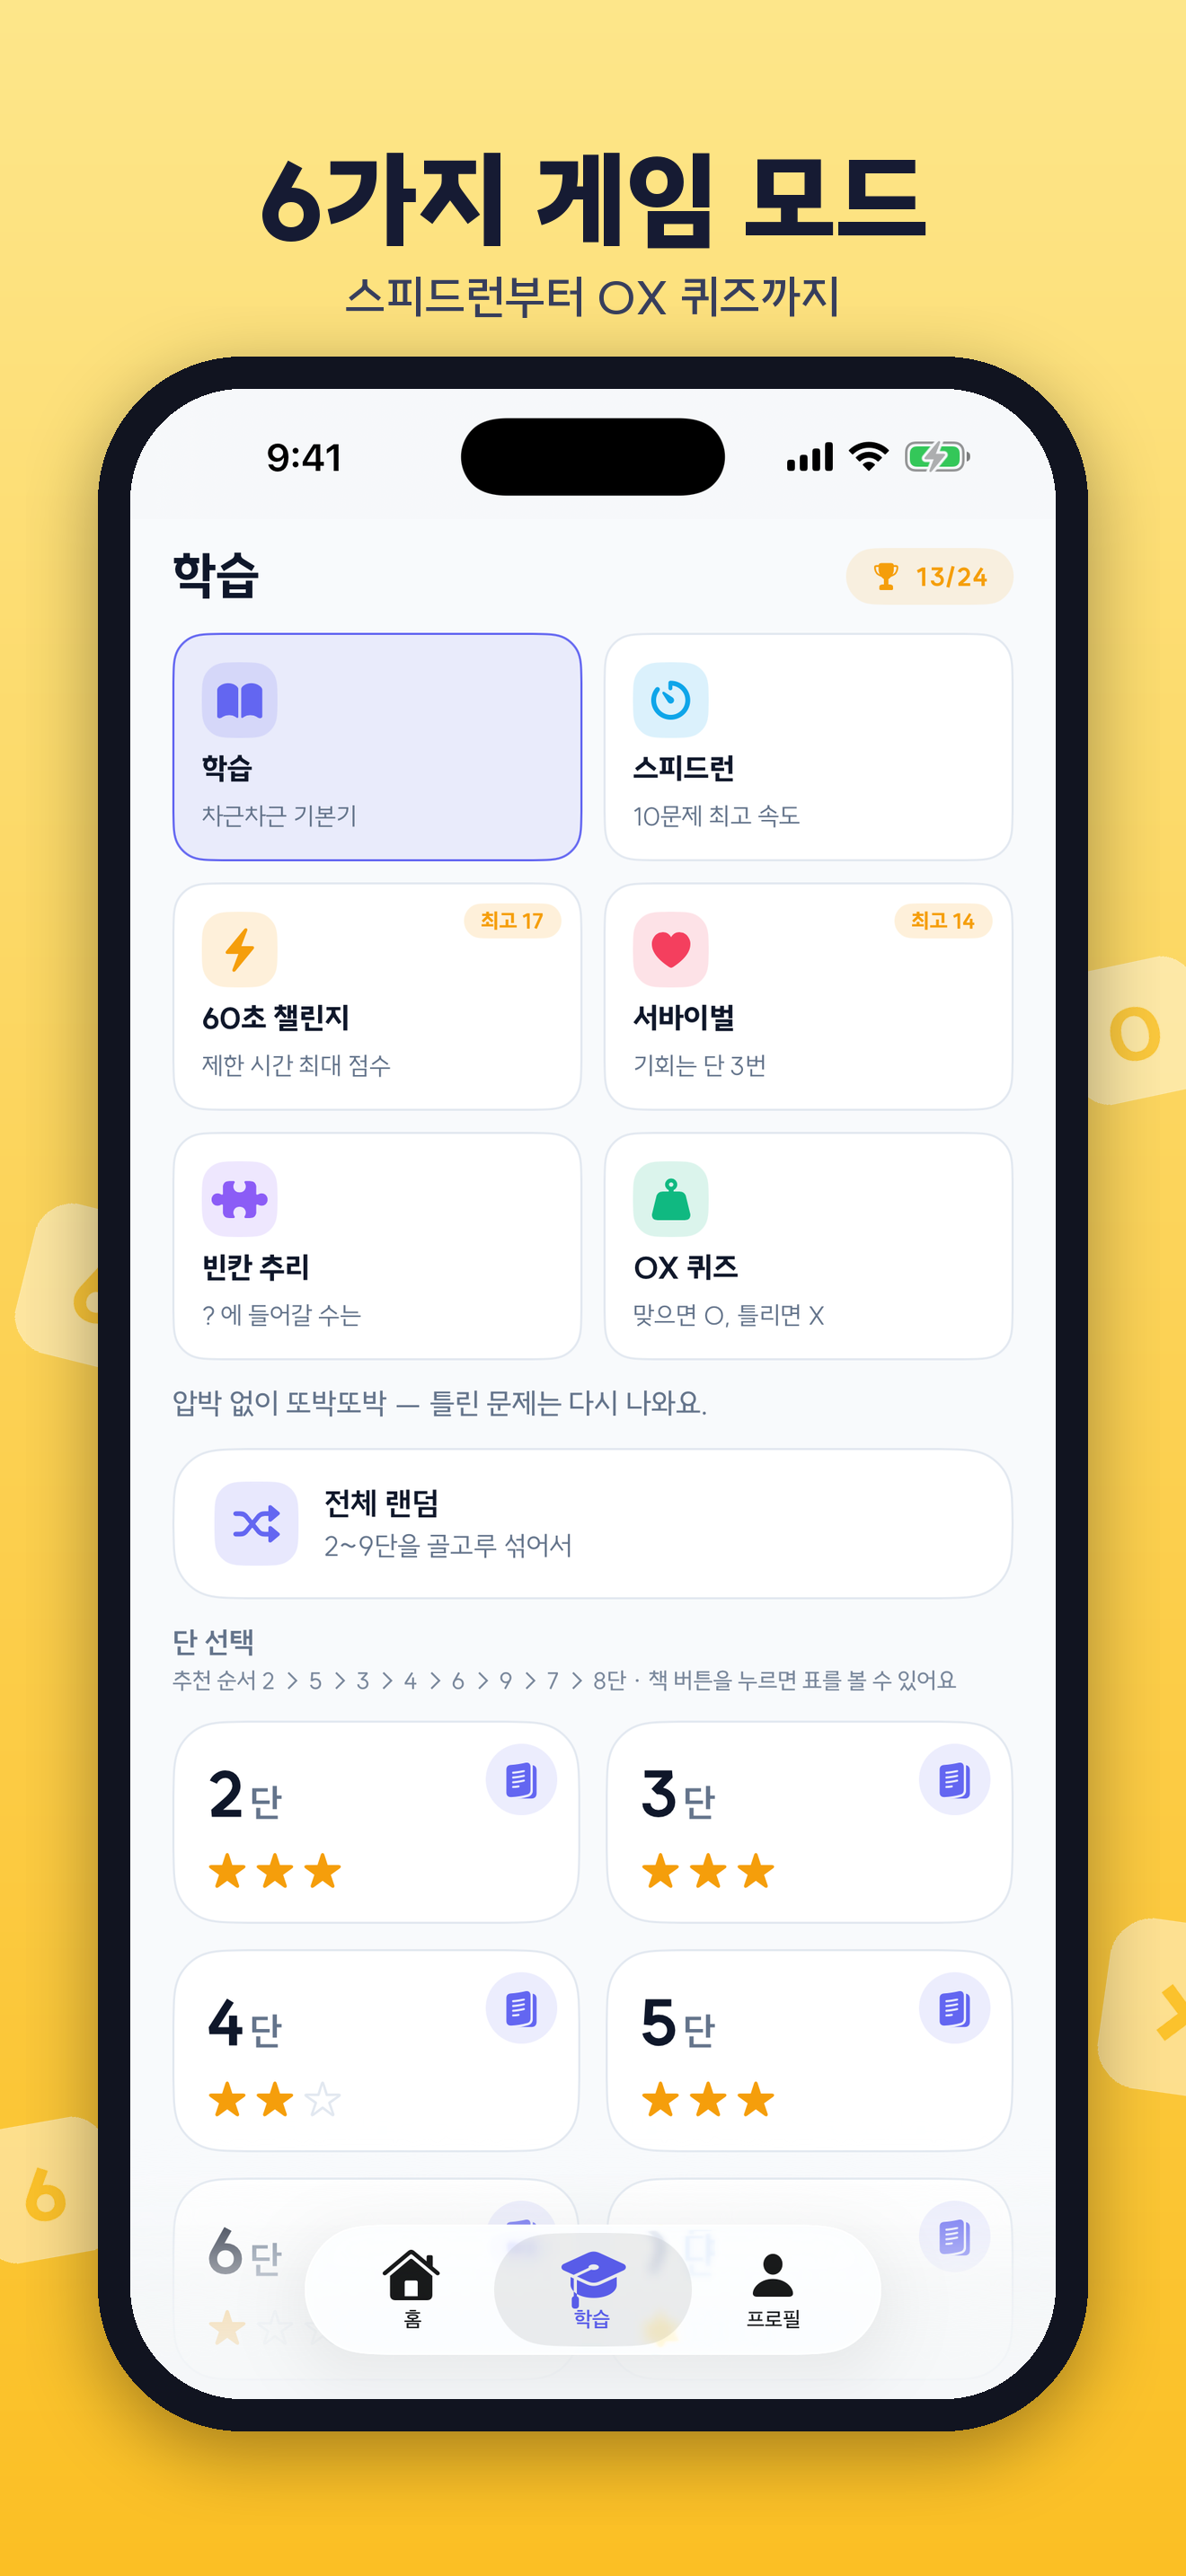 6가지 게임 모드
스피드런부터 OX 퀴즈까지
9:41
학습
13/24
학습
차근차근 기본기
스피드런
10문제 최고 속도
최고 17
60초 챌린지
제한 시간 최대 점수
최고 14
서바이벌
기회는 단 3번
빈칸 추리
? 에 들어갈 수는
OX 퀴즈
맞으면 O, 틀리면 X
압박 없이 또박또박 — 틀린 문제는 다시 나와요.
전체 랜덤
2~9단을 골고루 섞어서
단 선택
추천 순서 2 > 5 > 3 > 4 > 6 > 9 > 7 > 8단 · 책 버튼을 누르면 표를 볼 수 있어요
2단
3단
4단
5단
6단
홈
학습
프로필
0
6
6